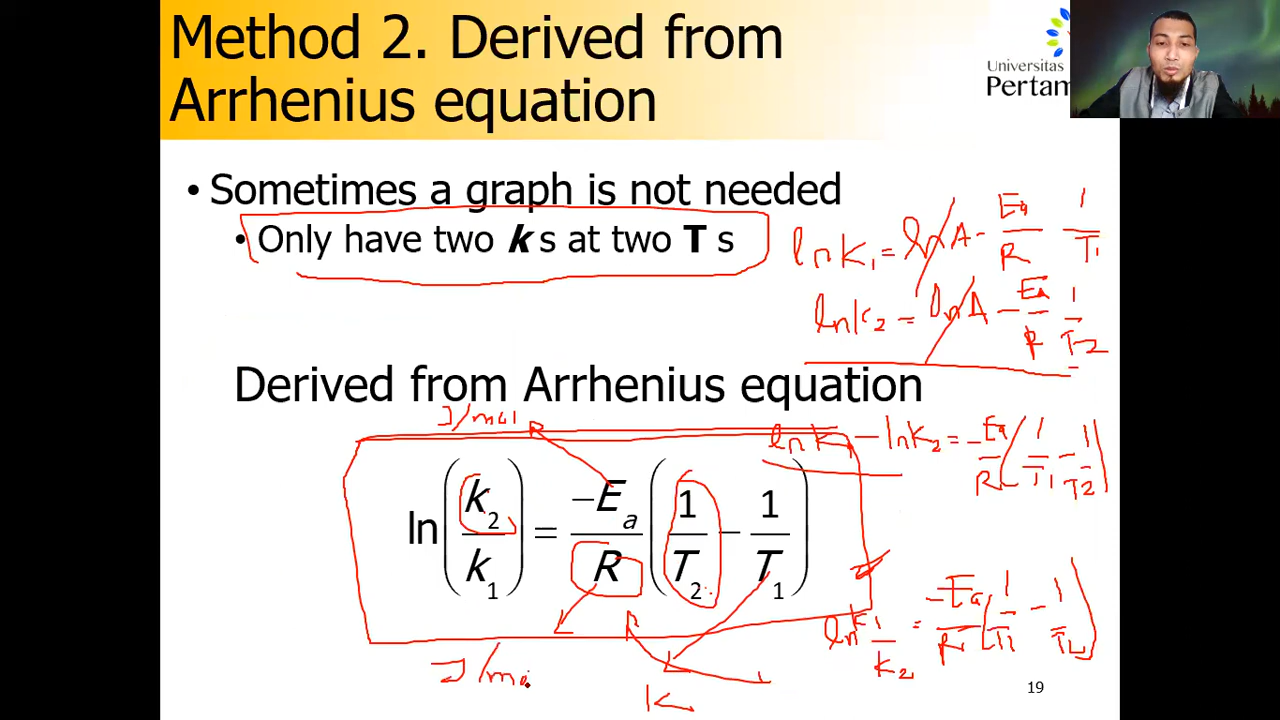 Method 2. Derived from
Arrhenius equation
Universitas
Pertam
• Sometimes a graph is not needed
• Only have two k s at two T s
ln K₁ = ln A - Ea/R 1/T1
ln k₂ = ln A - Ea/R 1/T2
Derived from Arrhenius equation
J/mol
ln K₁ - ln K₂ = -Ea/R (1/T1 - 1/T2)
ln(k₂/k₁) = -Eₐ/R (1/T₂ - 1/T₁)
ln K1/K2 = -Ea/R (1/T1 - 1/T2)
J/mo
K
19